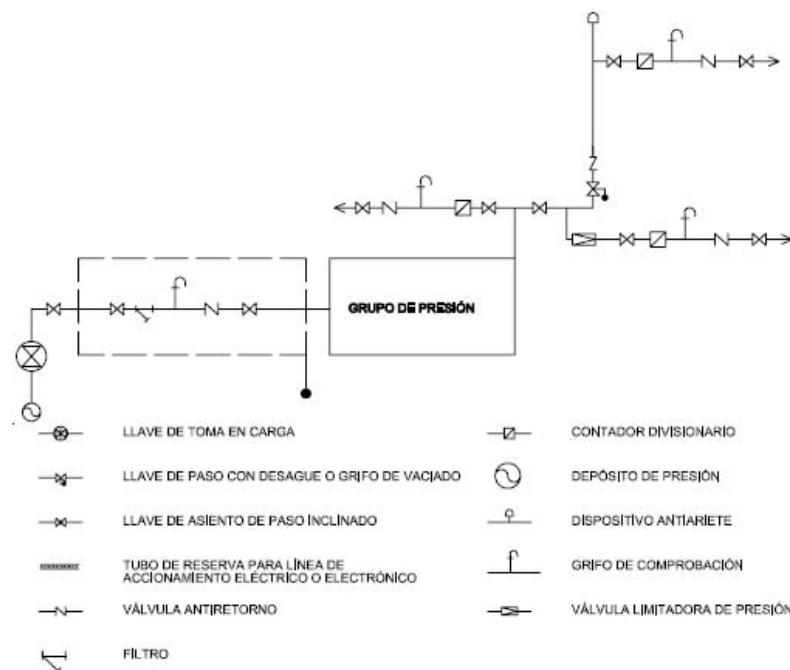 GRUPO DE PRESIÓN
LLAVE DE TOMA EN CARGA
LLAVE DE PASO CON DESAGUE O GRIFO DE VACIADO
LLAVE DE ASIENTO DE PASO INCLINADO
TUBO DE RESERVA PARA LÍNEA DE
ACCIONAMIENTO ELÉCTRICO O ELECTRÓNICO
VÁLVULA ANTIRETORNO
FILTRO
CONTADOR DIVISIONARIO
DEPÓSITO DE PRESIÓN
DISPOSITIVO ANTIARIETE
GRIFO DE COMPROBACIÓN
VÁLVULA LIMITADORA DE PRESIÓN